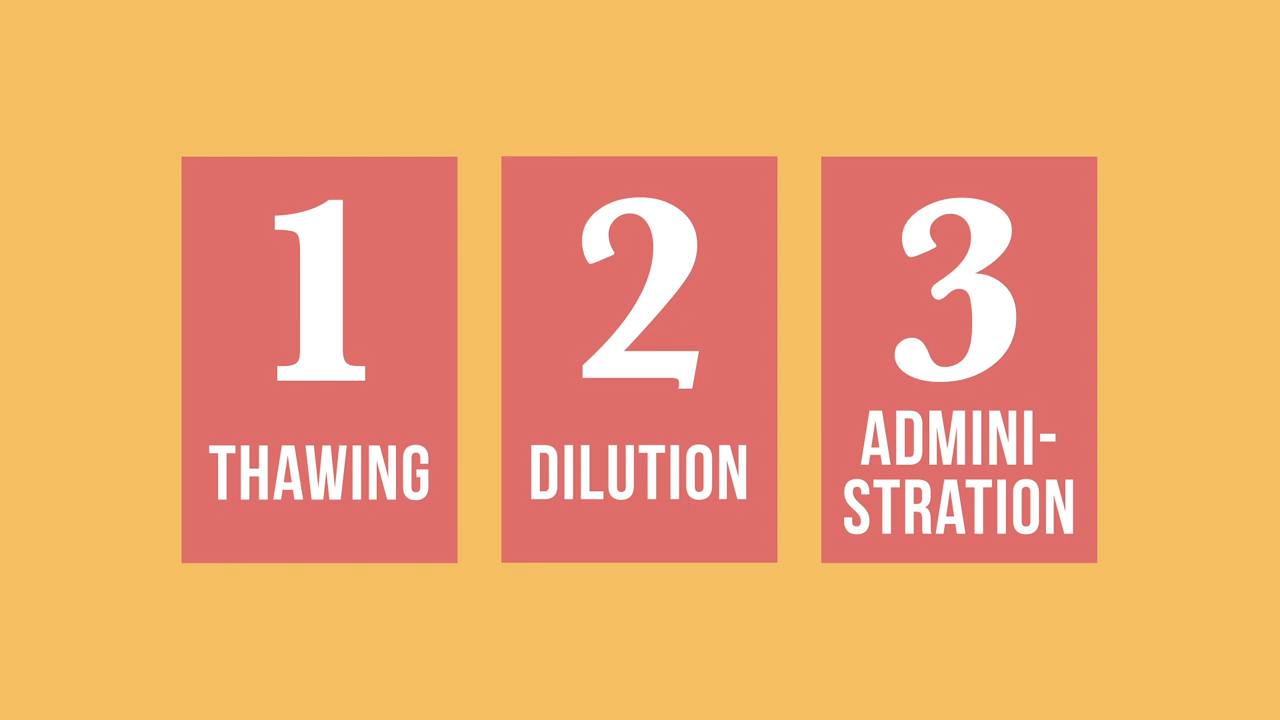 1
THAWING
2
DILUTION
3
ADMINI-
STRATION